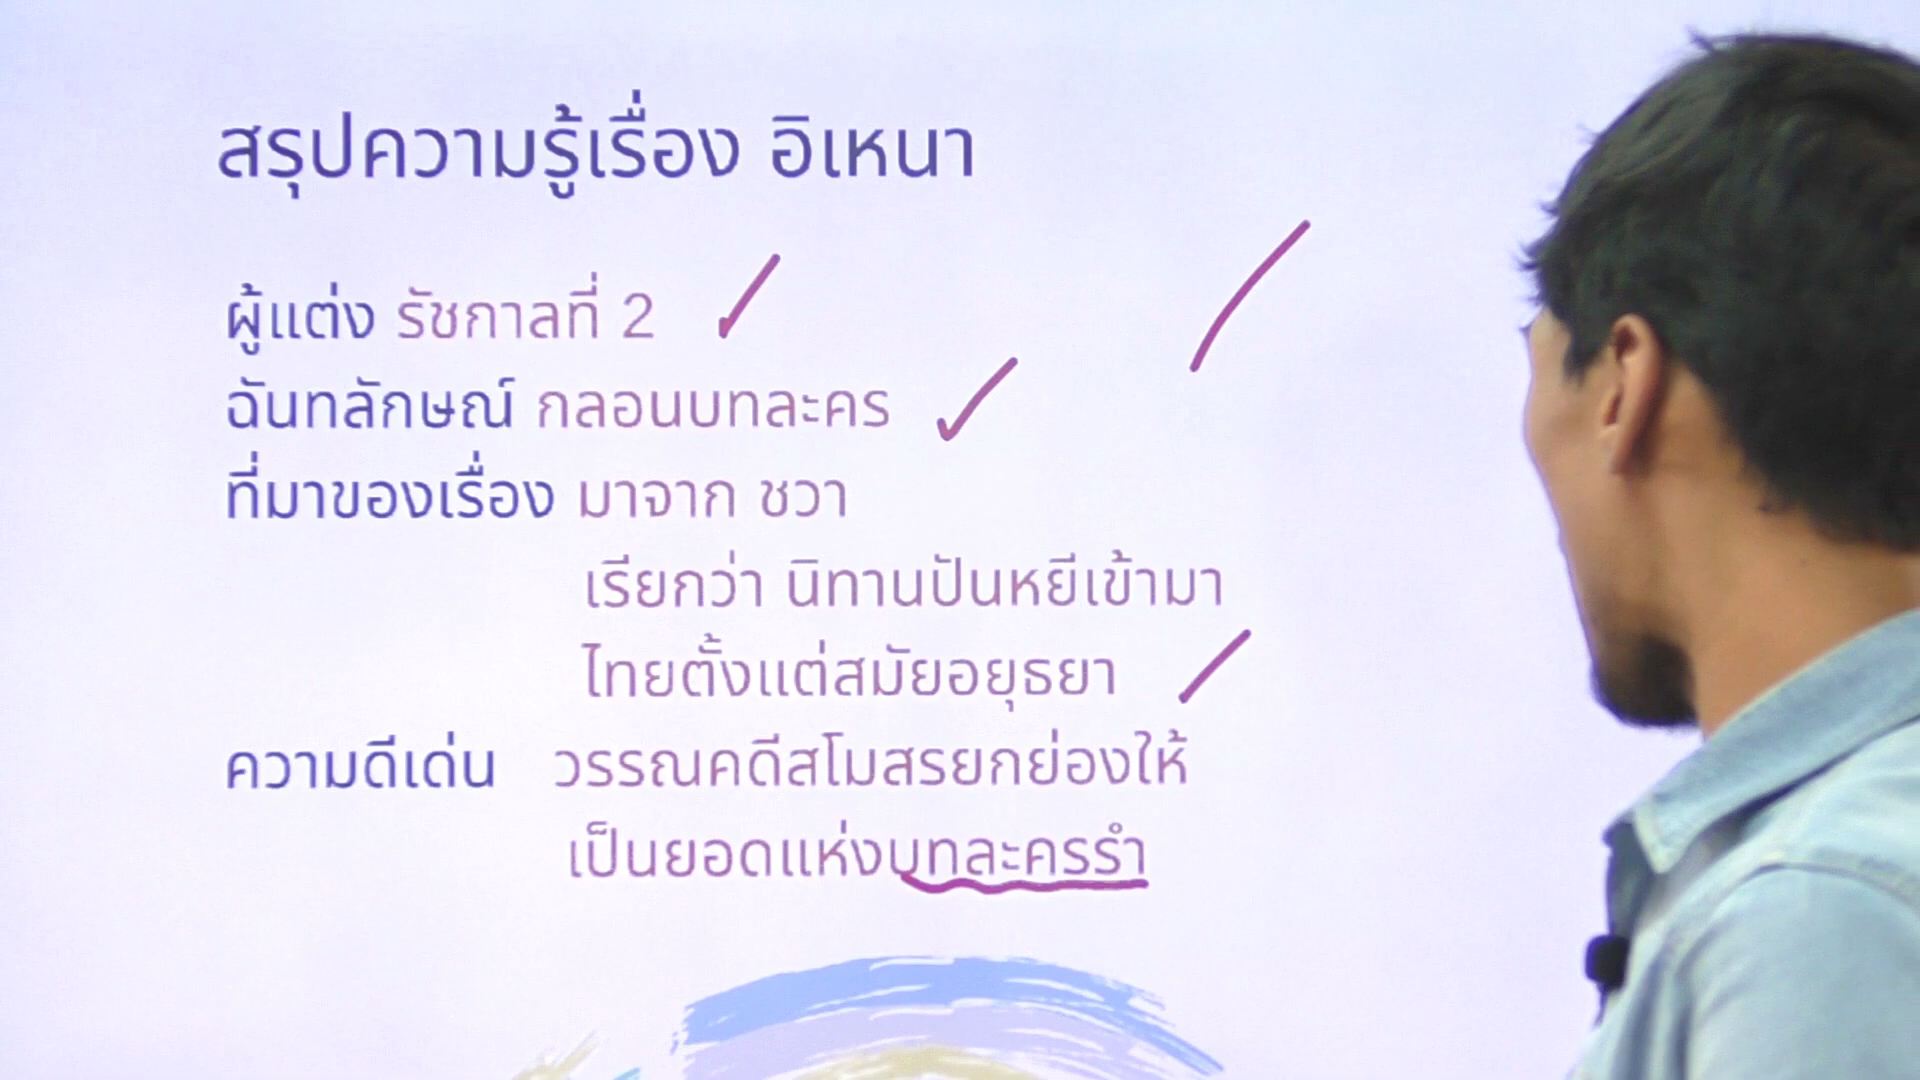 สรุปความรู้เรื่อง อิเหนา
ผู้แต่ง รัชกาลที่ 2
ฉันทลักษณ์ กลอนบทละคร
ที่มาของเรื่อง มาจาก ชวา
เรียกว่า นิทานปันหยีเข้ามา
ไทยตั้งแต่สมัยอยุธยา
ความดีเด่น วรรณคดีสโมสรยกย่องให้
เป็นยอดแห่งบทละครรำ